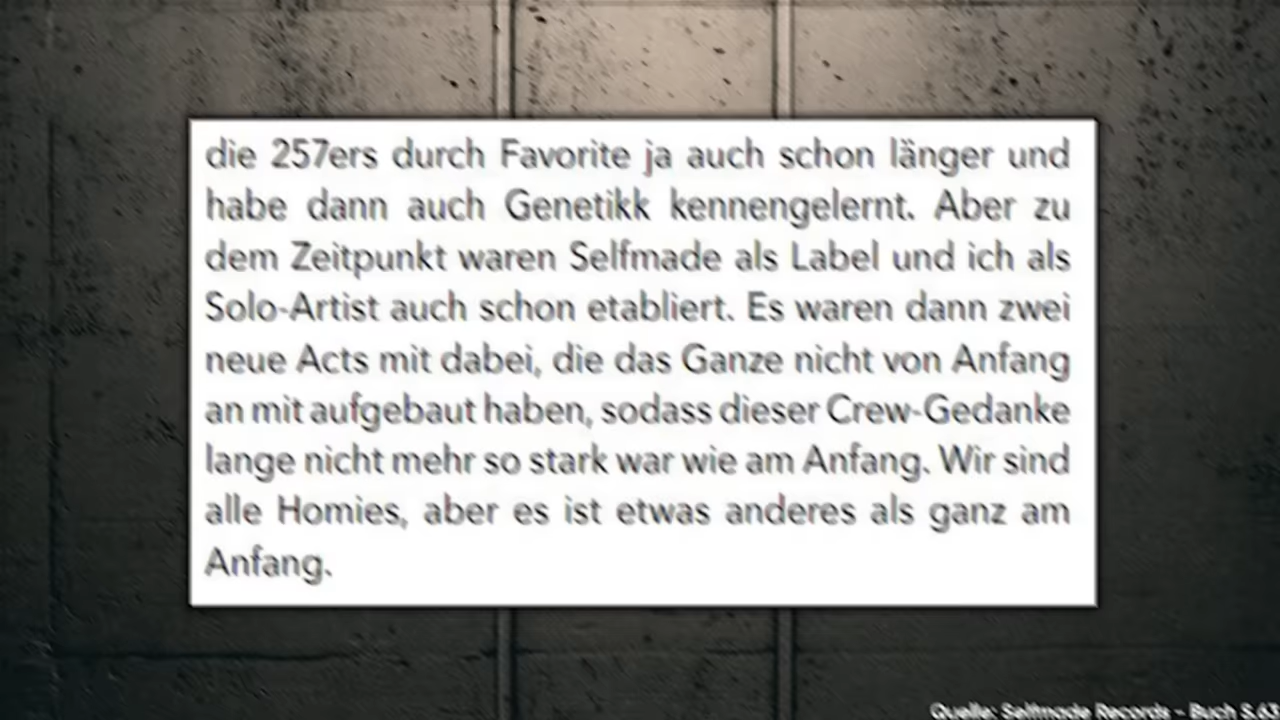 die 257ers durch Favorite ja auch schon länger und
habe dann auch Genetikk kennengelernt. Aber zu
dem Zeitpunkt waren Selfmade als Label und ich als
Solo-Artist auch schon etabliert. Es waren dann zwei
neue Acts mit dabei, die das Ganze nicht von Anfang
an mit aufgebaut haben, sodass dieser Crew-Gedanke
lange nicht mehr so stark war wie am Anfang. Wir sind
alle Homies, aber es ist etwas anderes als ganz am
Anfang.
Quelle: Selfmade Records - Buch S.63